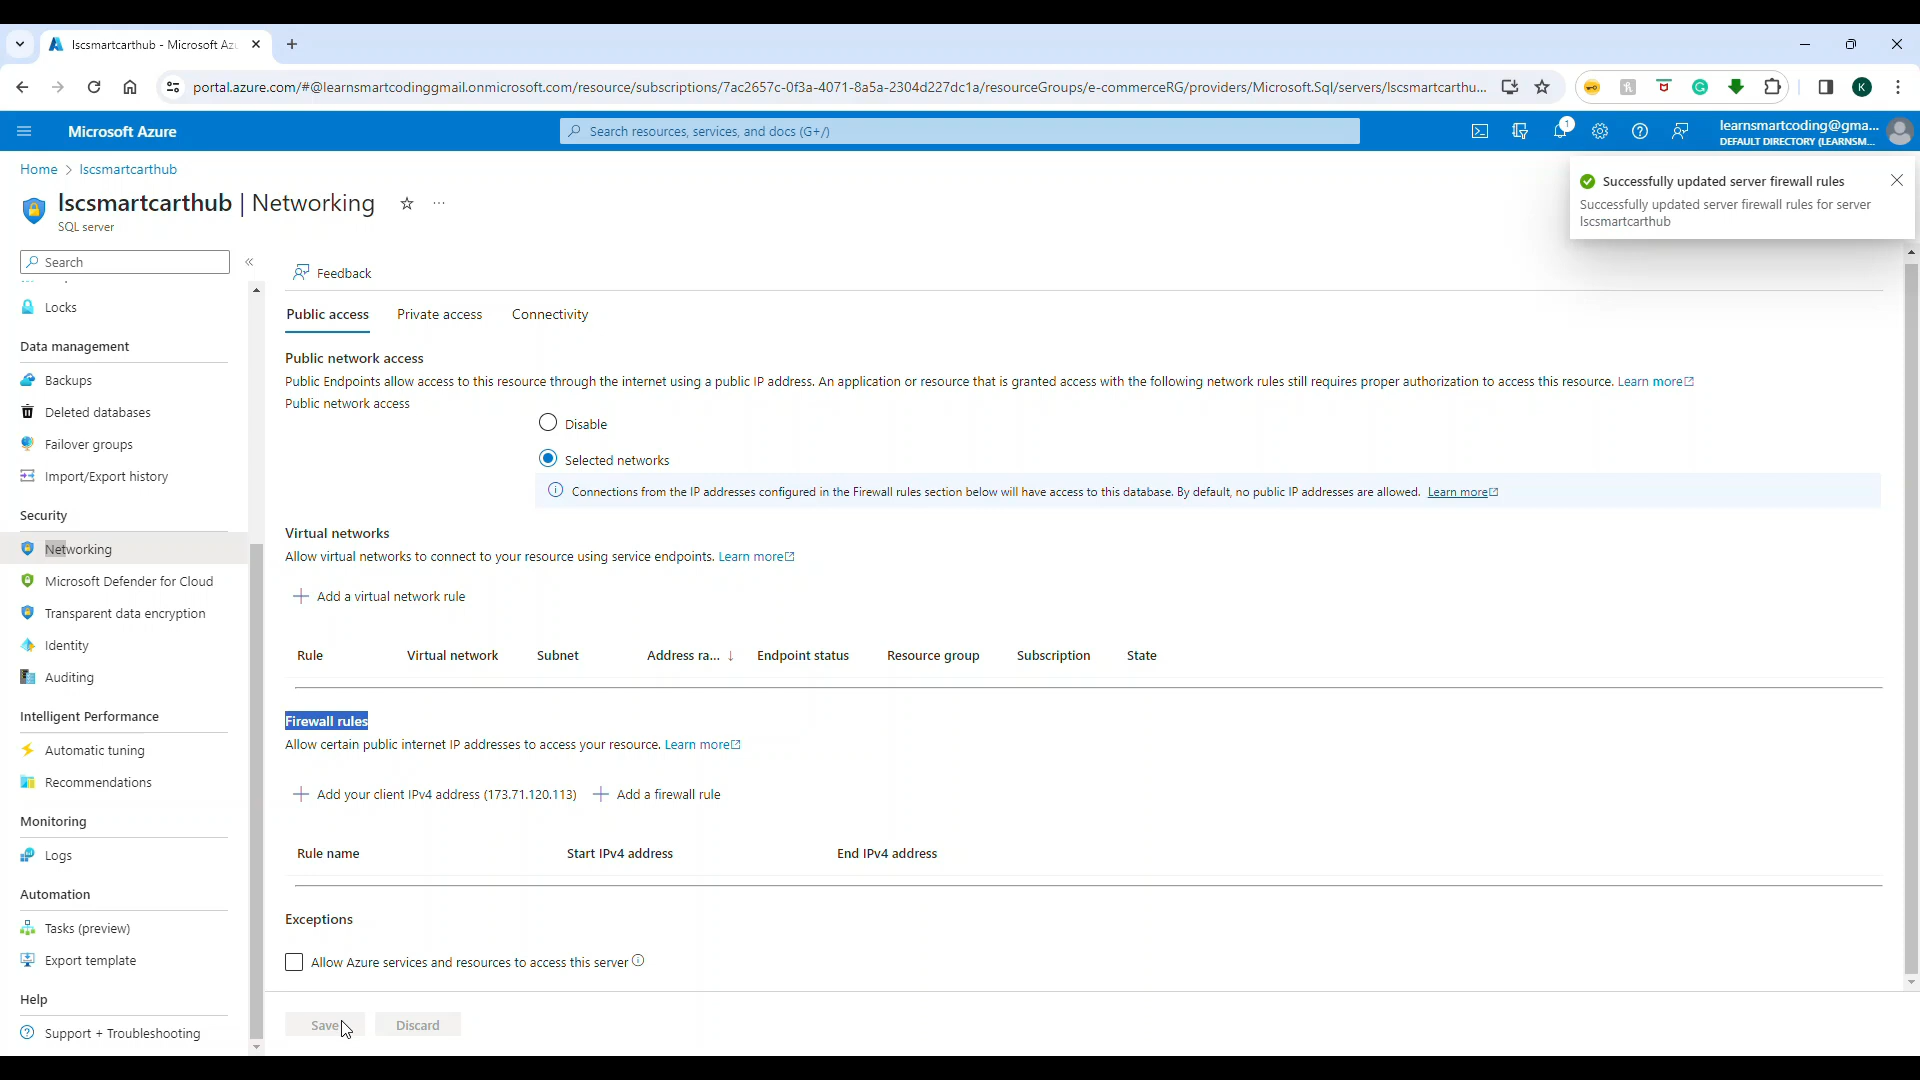 lscsmartcarthub - Microsoft Az
portal.azure.com/#@learnsmartcodinggmail.onmicrosoft.com/resource/subscriptions/7ac2657c-0f3a-4071-8a5a-2304d227dc1a/resourceGroups/e-commerceRG/providers/Microsoft.Sql/servers/lscsmartcarthu...
K
Microsoft Azure
Search resources, services, and docs (G+/)
1
learnsmartcoding@gma...
DEFAULT DIRECTORY (LEARNSM...
Home > lscsmartcarthub
lscsmartcarthub | Networking
SQL server
Successfully updated server firewall rules
Successfully updated server firewall rules for server
lscsmartcarthub
Search
Locks
Data management
Backups
Deleted databases
Failover groups
Import/Export history
Security
Networking
Microsoft Defender for Cloud
Transparent data encryption
Identity
Auditing
Intelligent Performance
Automatic tuning
Recommendations
Monitoring
Logs
Automation
Tasks (preview)
Export template
Help
Support + Troubleshooting
Feedback
Public access Private access Connectivity
Public network access
Public Endpoints allow access to this resource through the internet using a public IP address. An application or resource that is granted access with the following network rules still requires proper authorization to access this resource. Learn more
Public network access
Disable
Selected networks
Connections from the IP addresses configured in the Firewall rules section below will have access to this database. By default, no public IP addresses are allowed. Learn more
Virtual networks
Allow virtual networks to connect to your resource using service endpoints. Learn more
+ Add a virtual network rule
Rule Virtual network Subnet Address ra... ↓ Endpoint status Resource group Subscription State
Firewall rules
Allow certain public internet IP addresses to access your resource. Learn more
+ Add your client IPv4 address (173.71.120.113) + Add a firewall rule
Rule name Start IPv4 address End IPv4 address
Exceptions
Allow Azure services and resources to access this server
Save Discard